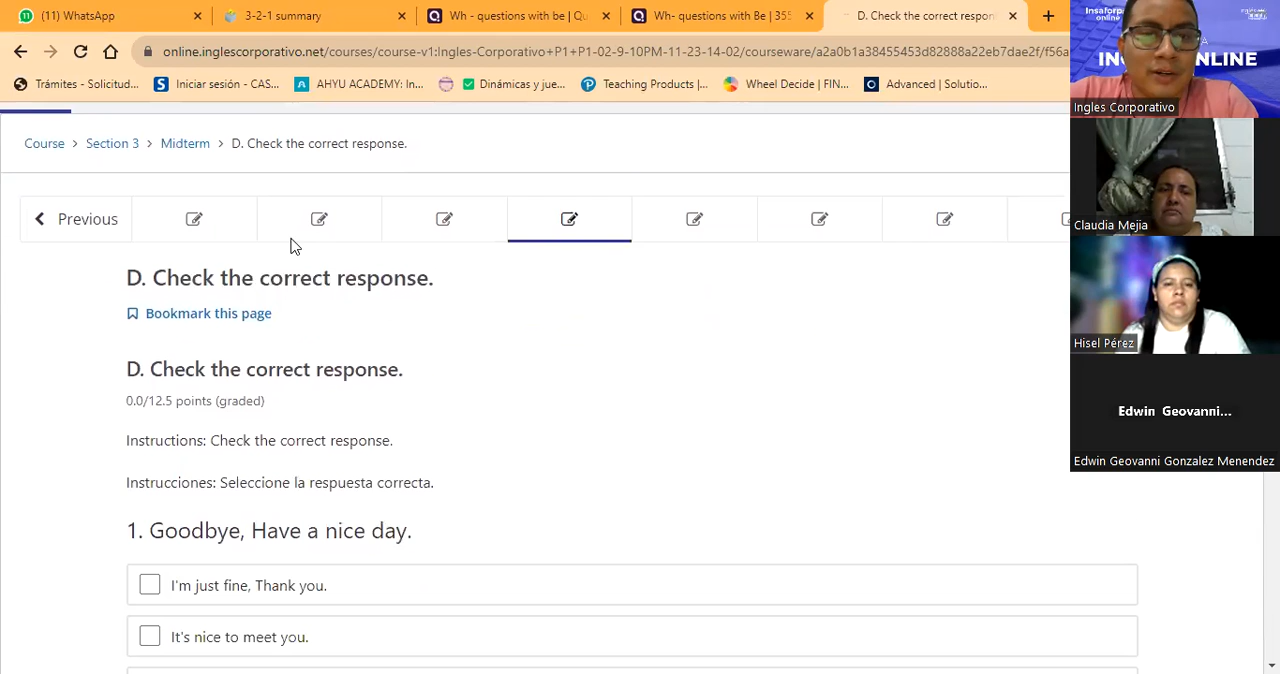 (11) WhatsApp
3-2-1 summary
Wh - questions with be | Qu
Wh- questions with Be | 355
D. Check the correct respon
online.inglescorporativo.net/courses/course-v1:Ingles-Corporativo+P1+P1-02-9-10PM-11-23-14-02/courseware/a2a0b1a38455453d82888a22eb7dae2f/f56a
Trámites - Solicitud...
Iniciar sesión - CAS...
AHYU ACADEMY: In...
Dinámicas y jue...
Teaching Products |...
Wheel Decide | FIN...
Advanced | Solutio...
Course > Section 3 > Midterm > D. Check the correct response.
Previous
D. Check the correct response.
Bookmark this page
D. Check the correct response.
0.0/12.5 points (graded)
Instructions: Check the correct response.
Instrucciones: Seleccione la respuesta correcta.
1. Goodbye, Have a nice day.
I'm just fine, Thank you.
It's nice to meet you.
online
NLINE
Ingles Corporativo
Claudia Mejia
Hisel Pérez
Edwin Geovanni...
Edwin Geovanni Gonzalez Menendez